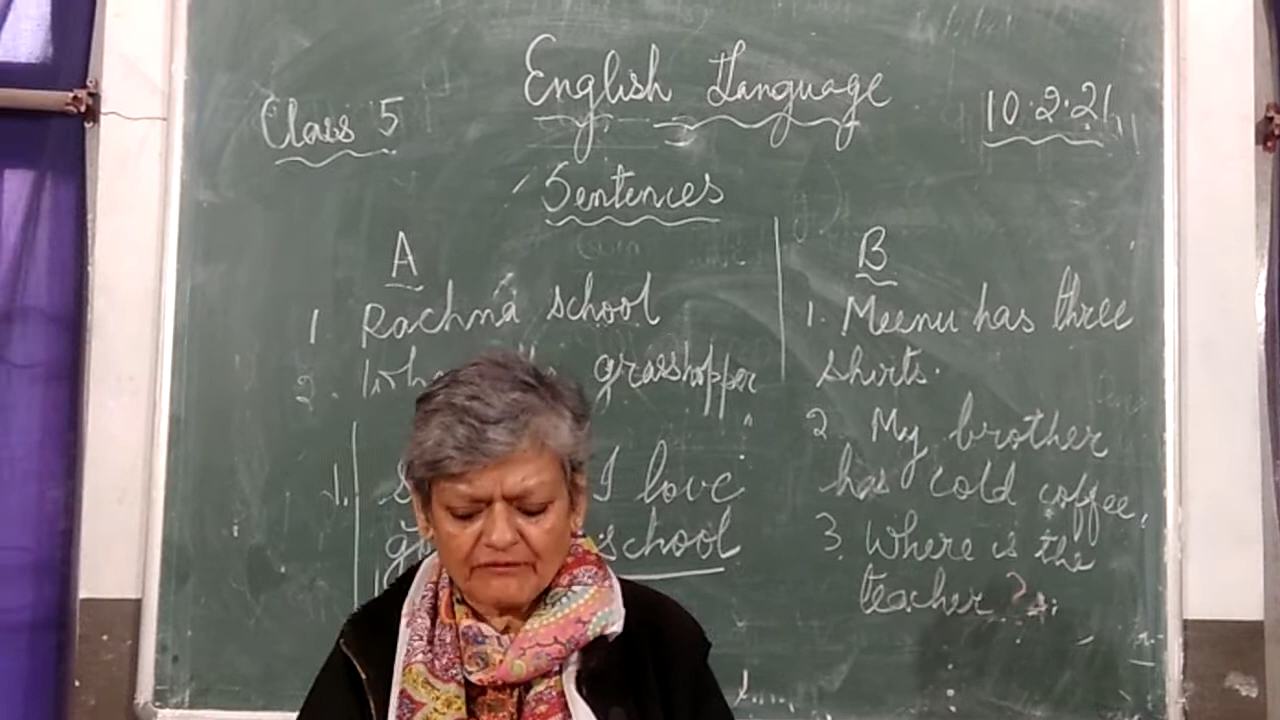 English Language
Class 5
10.2.21
Sentences
A
1. Rachna school
2. grasshopper
1. I love
school
B
1. Meenu has three
shirts.
2. My brother
has cold coffee.
3. Where is the
teacher?